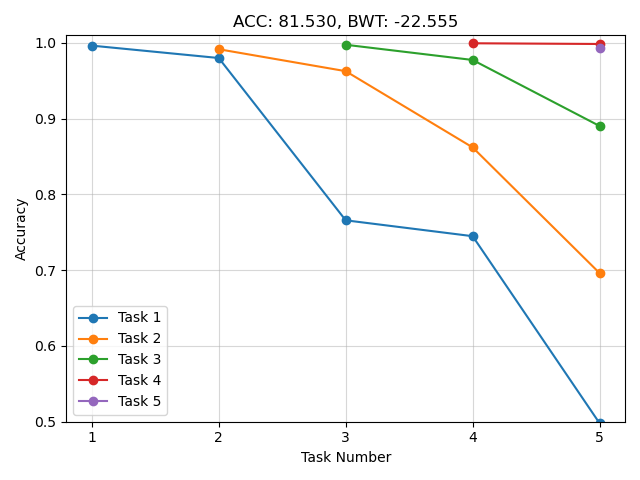 ACC: 81.530, BWT: -22.555
1.0
0.9
0.8
0.7
0.6
0.5
Accuracy
Task 1
Task 2
Task 3
Task 4
Task 5
1 2 3 4 5
Task Number